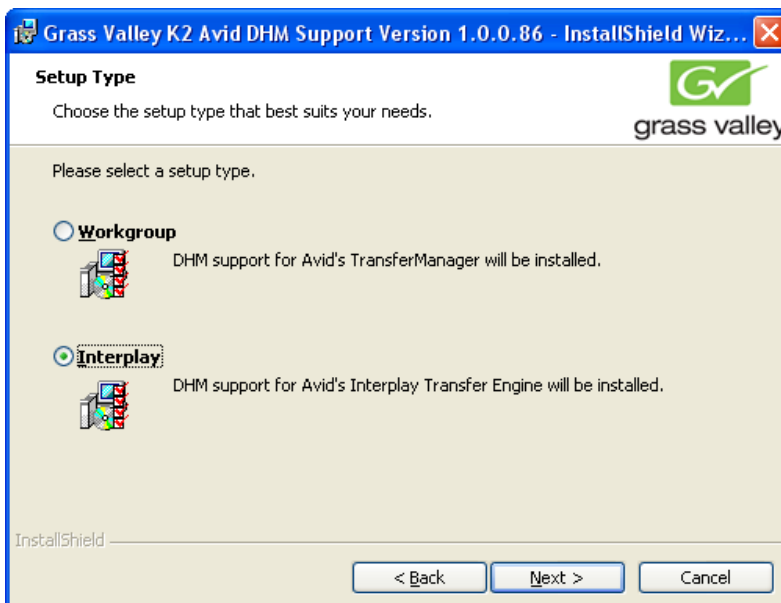 Grass Valley K2 Avid DHM Support Version 1.0.0.86 - InstallShield Wiz...
Setup Type
Choose the setup type that best suits your needs.
grass valley
Please select a setup type.
Workgroup
DHM support for Avid's TransferManager will be installed.
Interplay
DHM support for Avid's Interplay Transfer Engine will be installed.
InstallShield
< Back
Next >
Cancel